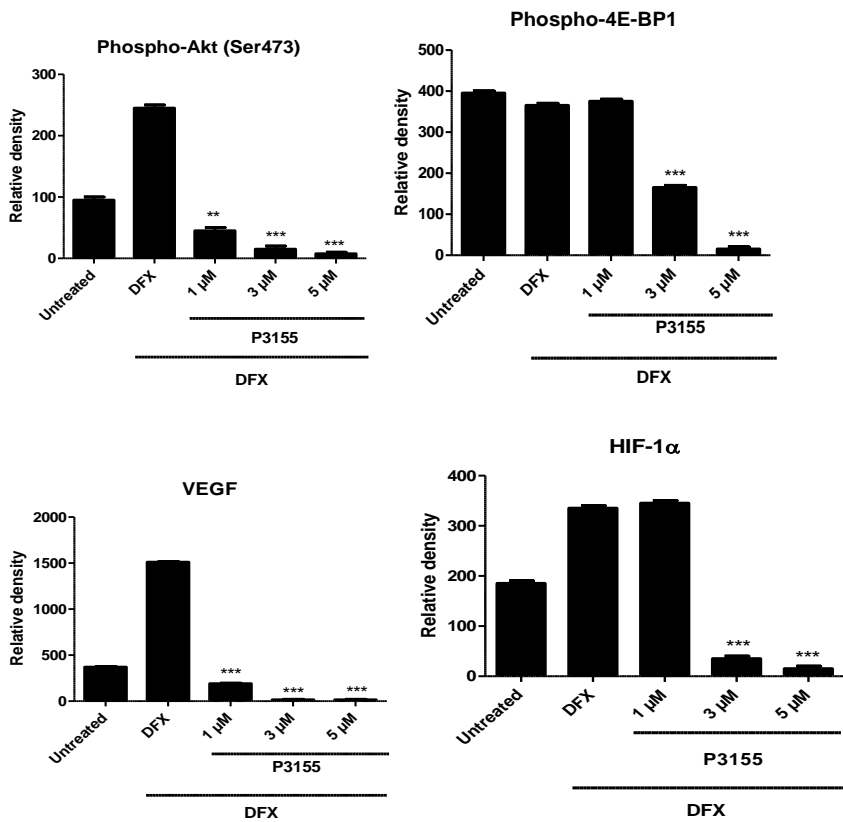 Phospho-Akt (Ser473)
Relative density
300
200
100
0
**
***
***
Untreated
DFX
1 µM
3 µM
5 µM
P3155
DFX
Phospho-4E-BP1
Relative density
500
400
300
200
100
0
***
***
Untreated
DFX
1 µM
3 µM
5 µM
P3155
DFX
VEGF
Relative density
2000
1500
1000
500
0
***
***
***
Untreated
DFX
1 µM
3 µM
5 µM
P3155
DFX
HIF-1α
Relative density
400
300
200
100
0
***
***
Untreated
DFX
1 µM
3 µM
5 µM
P3155
DFX